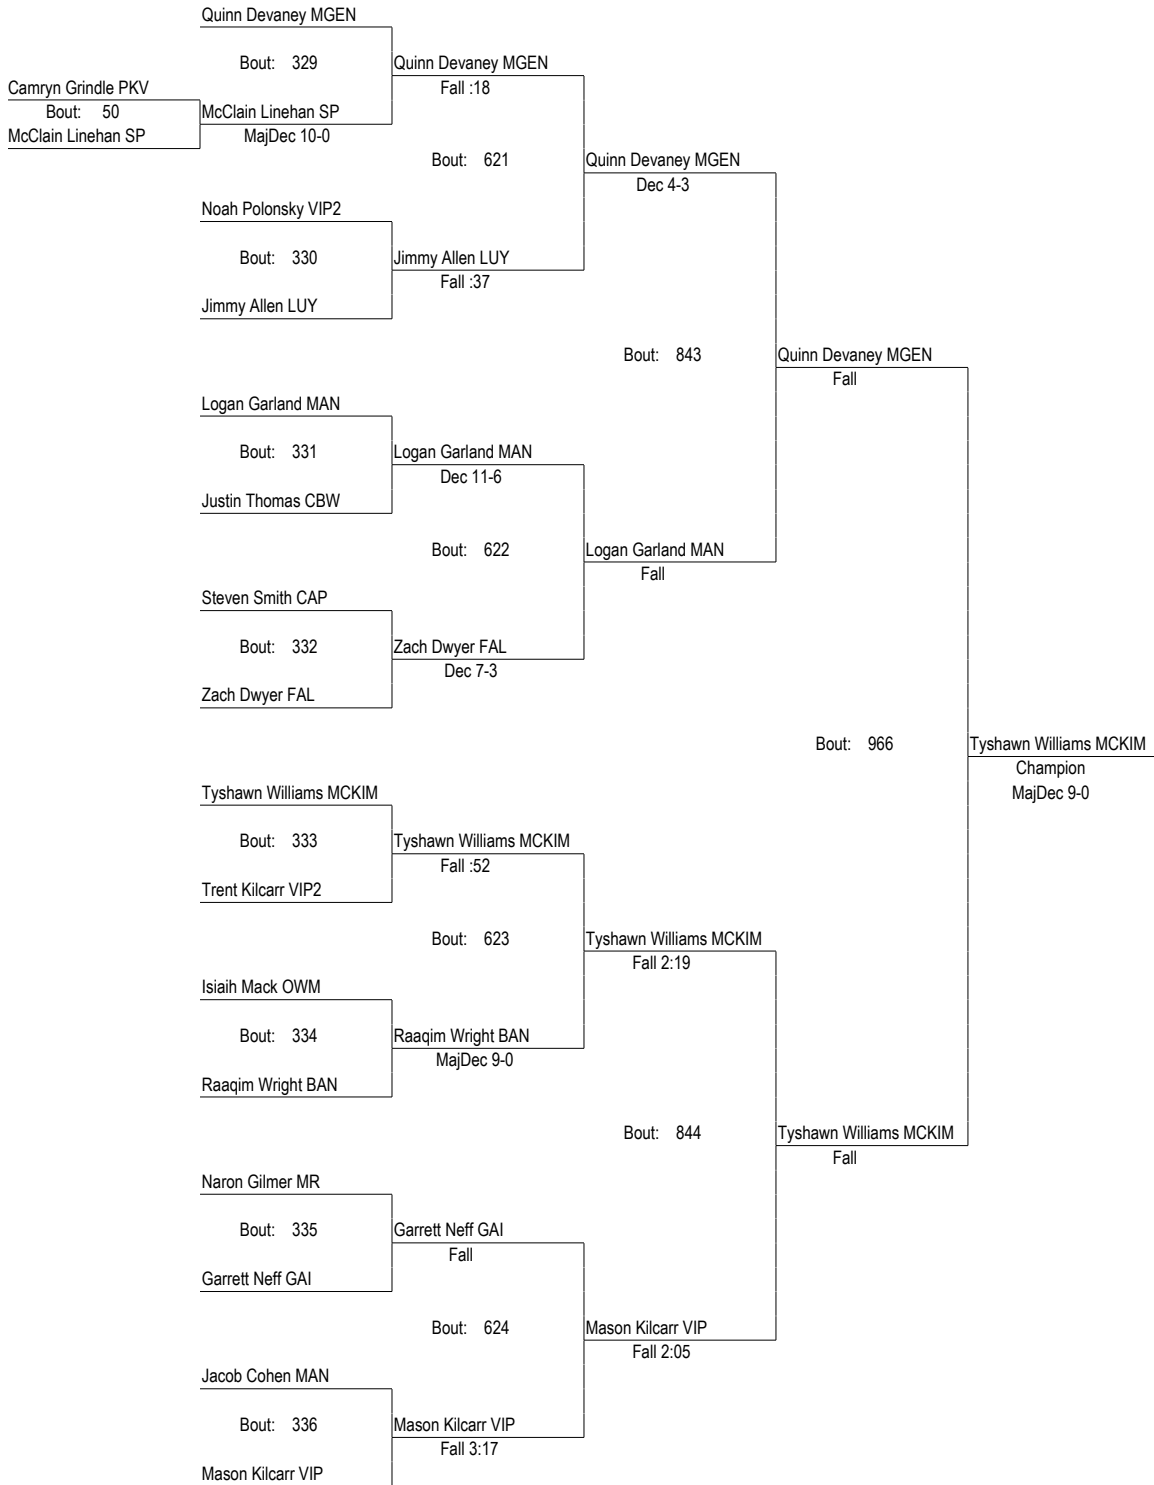 Quinn Devaney MGEN
Bout: 329
Quinn Devaney MGEN
Camryn Grindle PKV
Fall :18
Bout: 50
McClain Linehan SP
McClain Linehan SP
MajDec 10-0
Bout: 621
Quinn Devaney MGEN
Dec 4-3
Noah Polonsky VIP2
Bout: 330
Jimmy Allen LUY
Fall :37
Jimmy Allen LUY
Bout: 843
Quinn Devaney MGEN
Fall
Logan Garland MAN
Bout: 331
Logan Garland MAN
Dec 11-6
Justin Thomas CBW
Bout: 622
Logan Garland MAN
Fall
Steven Smith CAP
Bout: 332
Zach Dwyer FAL
Dec 7-3
Zach Dwyer FAL
Bout: 966
Tyshawn Williams MCKIM
Champion
MajDec 9-0
Tyshawn Williams MCKIM
Bout: 333
Tyshawn Williams MCKIM
Fall :52
Trent Kilcarr VIP2
Bout: 623
Tyshawn Williams MCKIM
Fall 2:19
Isiaih Mack OWM
Bout: 334
Raaqim Wright BAN
MajDec 9-0
Raaqim Wright BAN
Bout: 844
Tyshawn Williams MCKIM
Fall
Naron Gilmer MR
Bout: 335
Garrett Neff GAI
Fall
Garrett Neff GAI
Bout: 624
Mason Kilcarr VIP
Fall 2:05
Jacob Cohen MAN
Bout: 336
Mason Kilcarr VIP
Fall 3:17
Mason Kilcarr VIP